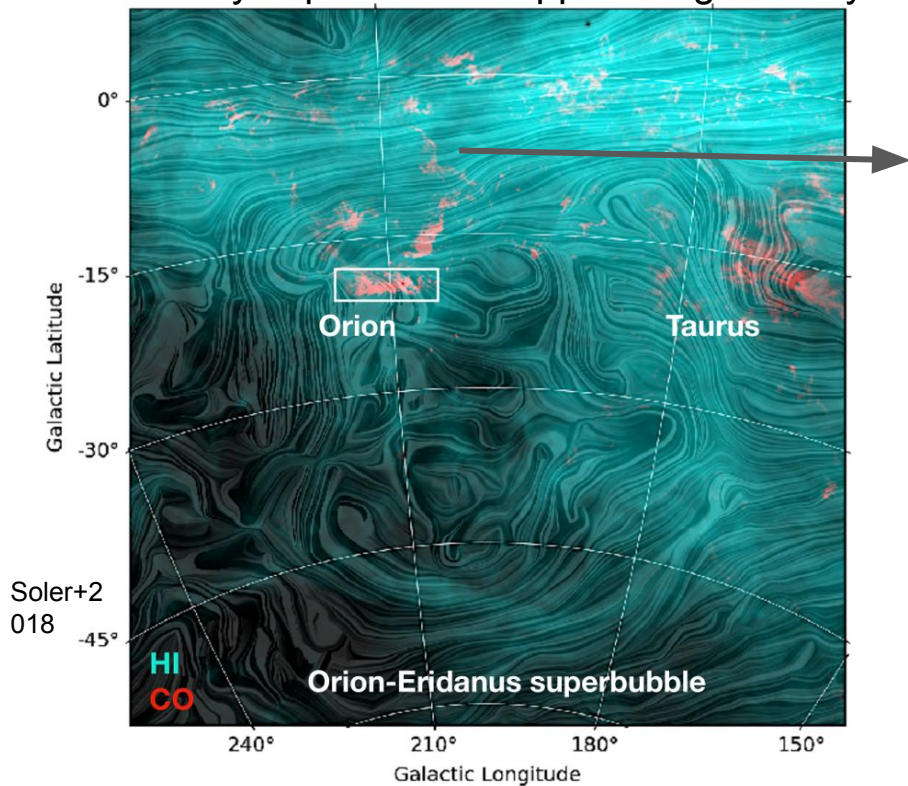 0°
-15°
Orion
Taurus
Galactic Latitude
-30°
Soler+2
018
-45°
HI
CO
Orion-Eridanus superbubble
240°
210°
180°
150°
Galactic Longitude